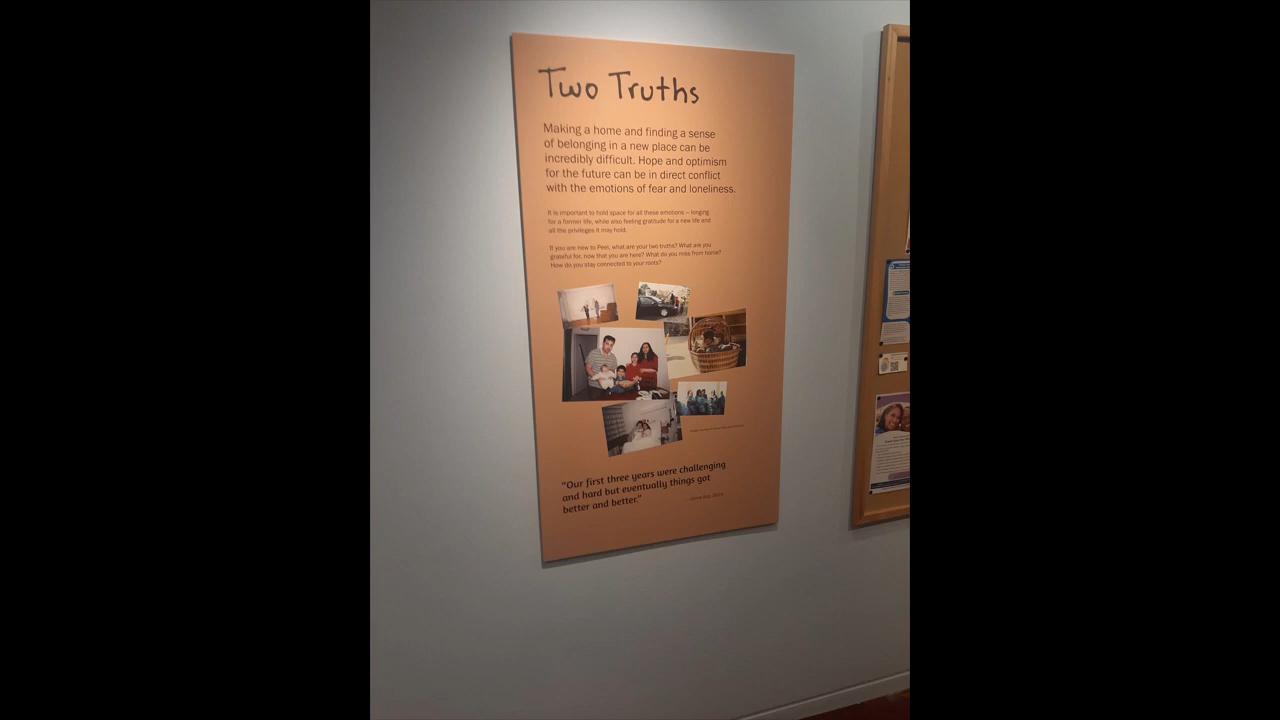 Two Truths
Making a home and finding a sense
of belonging in a new place can be
incredibly difficult. Hope and optimism
for the future can be in direct conflict
with the emotions of fear and loneliness.
It is important to hold space for all these emotions – longing
for a former life, while also feeling gratitude for a new life and
all the privileges it may hold.
If you are new to Peel, what are your two truths? What are you
grateful for, now that you are here? What do you miss from home?
How do you stay connected to your roots?
“Our first three years were challenging
and hard but eventually things got
better and better.”